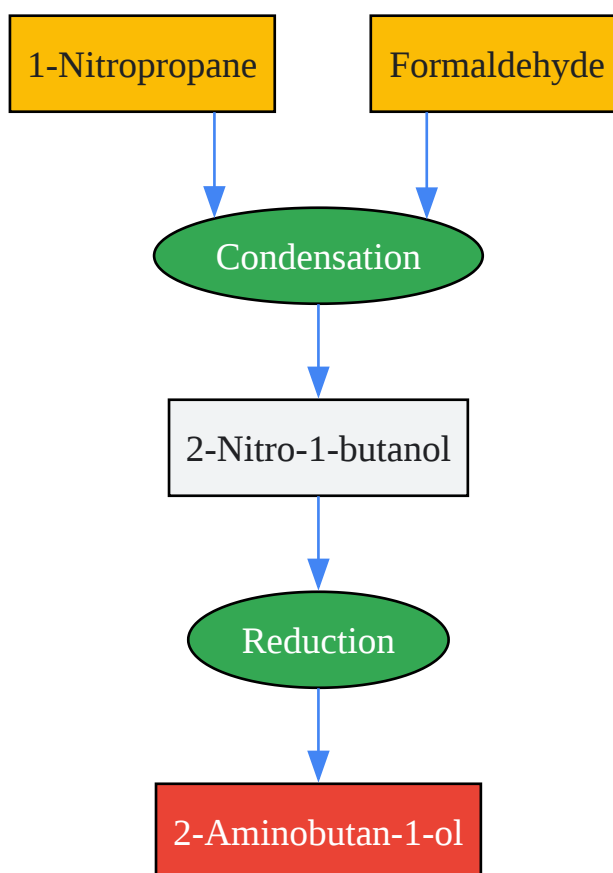 1-Nitropropane
Formaldehyde
Condensation
2-Nitro-1-butanol
Reduction
2-Aminobutan-1-ol